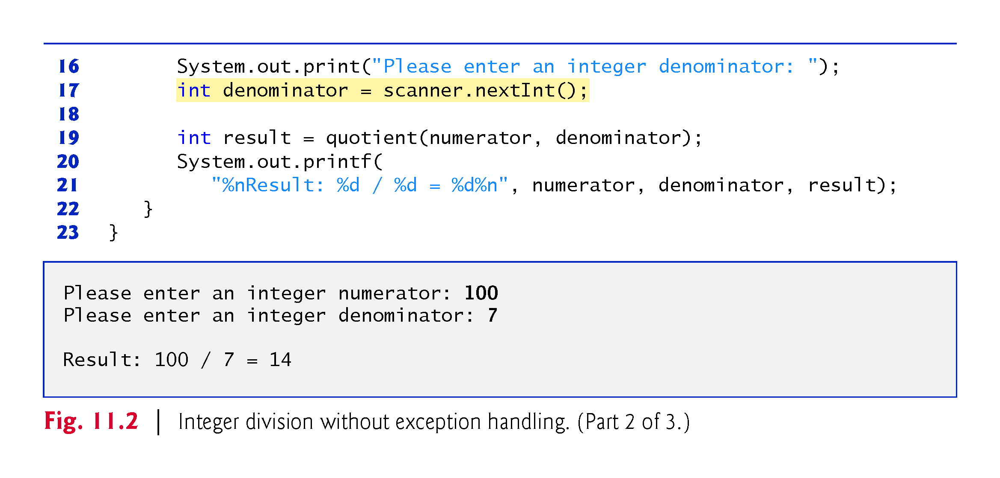 16 System.out.print("Please enter an integer denominator: ");
17 int denominator = scanner.nextInt();
18
19 int result = quotient(numerator, denominator);
20 System.out.printf(
21 "%nResult: %d / %d = %d%n", numerator, denominator, result);
22 }
23 }
Please enter an integer numerator: 100
Please enter an integer denominator: 7
Result: 100 / 7 = 14
Fig. 11.2 | Integer division without exception handling. (Part 2 of 3.)